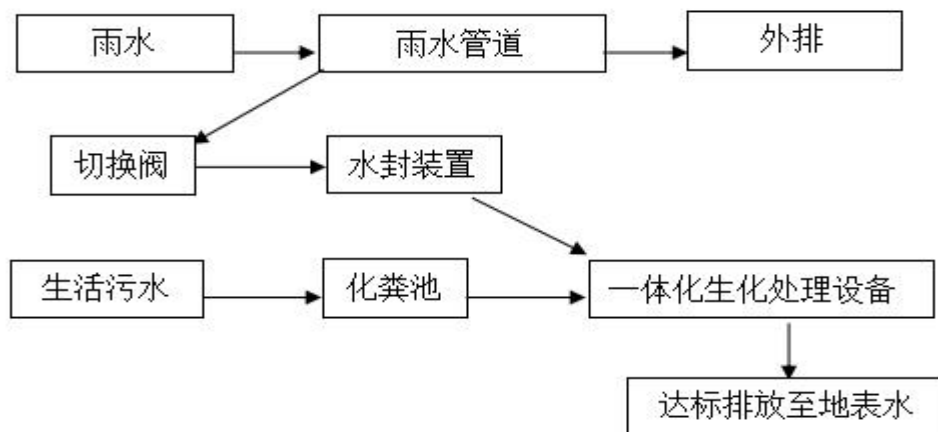 雨水
雨水管道
外排
切换阀
水封装置
生活污水
化粪池
一体化生化处理设备
达标排放至地表水